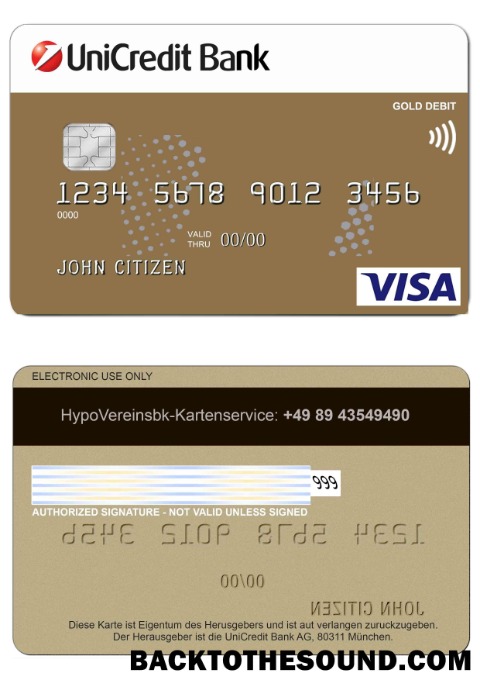 UniCredit Bank
GOLD DEBIT
1234 5678 9012 3456
0000
VALID THRU 00/00
JOHN CITIZEN
VISA
ELECTRONIC USE ONLY
HypoVereinsbk-Kartenservice: +49 89 43549490
999
AUTHORIZED SIGNATURE - NOT VALID UNLESS SIGNED
1234 5678 9012 3456
00/00
JOHN CITIZEN
Diese Karte ist Eigentum des Herusgebers und ist aut verlangen zuruckzugeben.
Der Herausgeber ist die UniCredit Bank AG, 80311 München.
BACKTOTHESOUND.COM